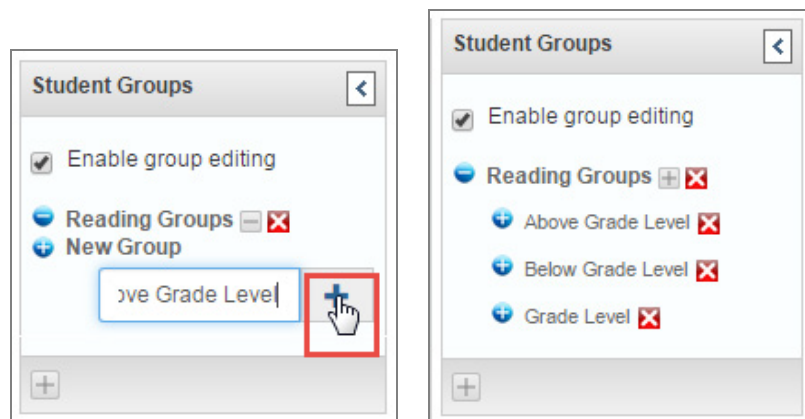 Student Groups
Enable group editing
Reading Groups
New Group
ove Grade Level
Student Groups
Enable group editing
Reading Groups
Above Grade Level
Below Grade Level
Grade Level